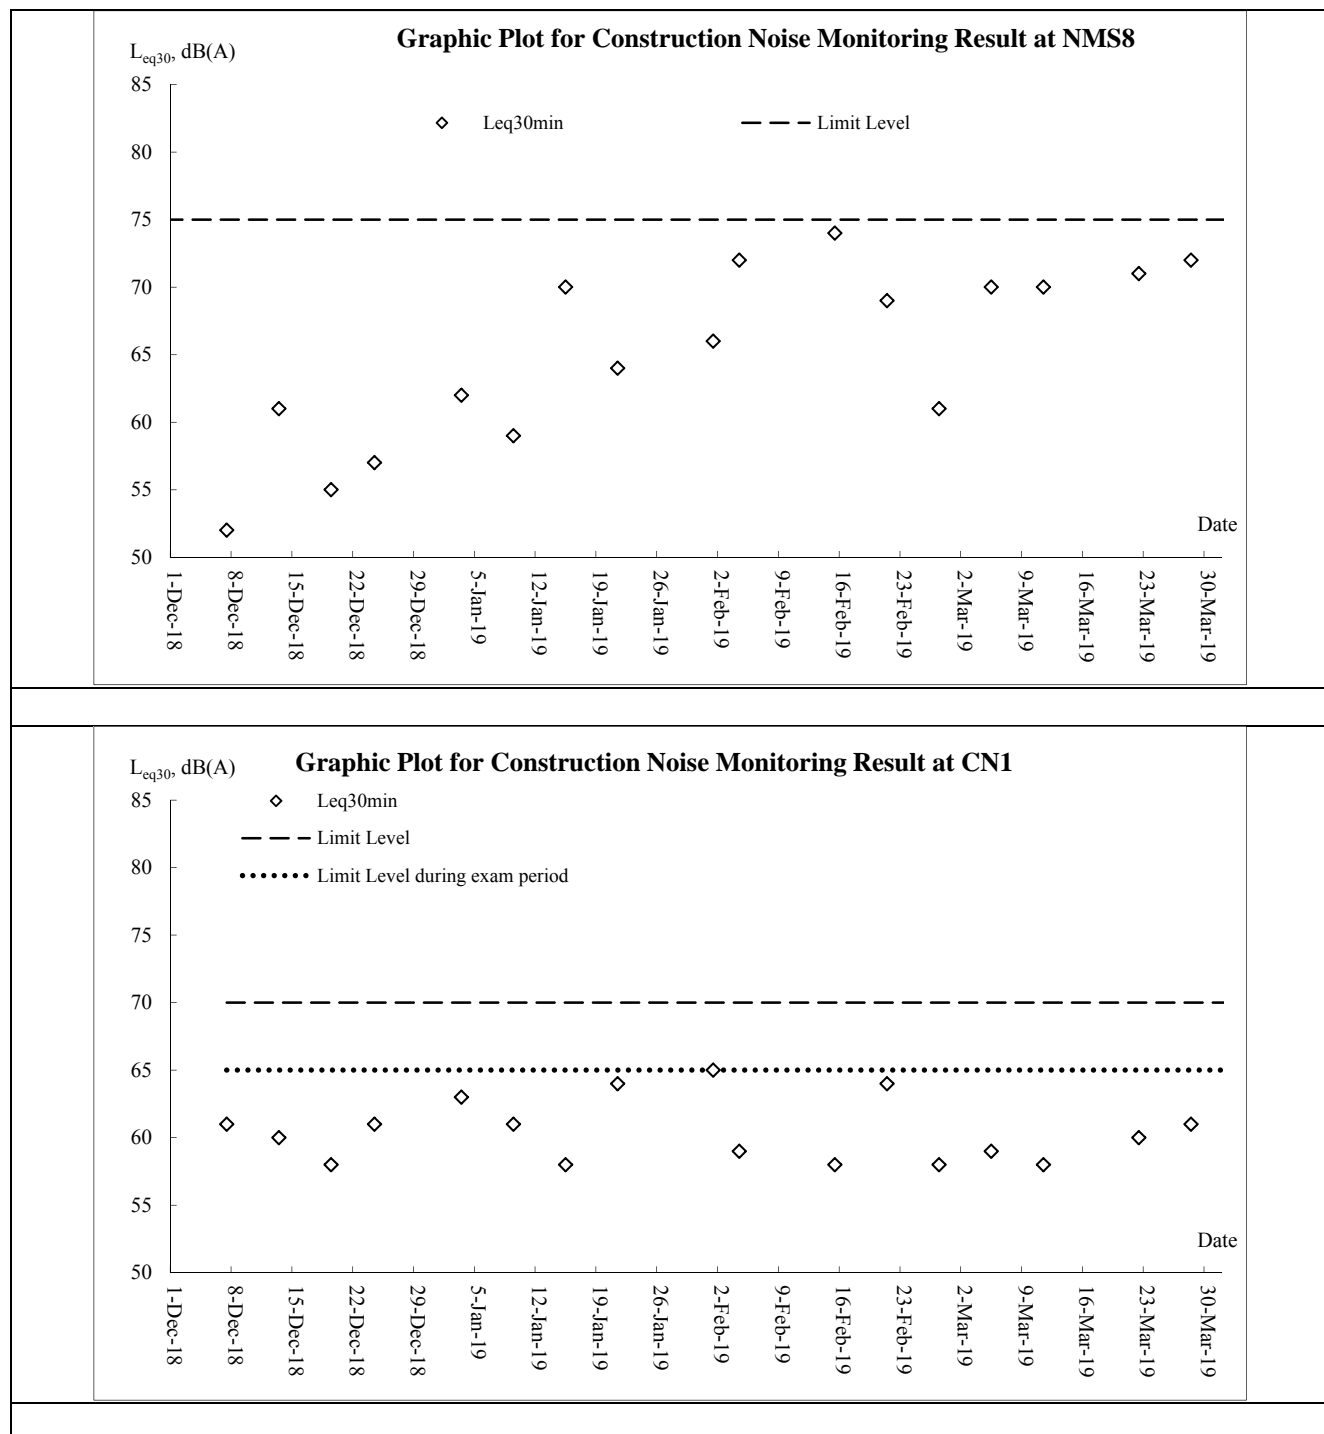 Graphic Plot for Construction Noise Monitoring Result at NMS8
Leq30, dB(A)
85
Leq30min
Limit Level
80
75
70
65
60
55
Date
50
1-Dec-18
8-Dec-18
15-Dec-18
22-Dec-18
29-Dec-18
5-Jan-19
12-Jan-19
19-Jan-19
26-Jan-19
2-Feb-19
9-Feb-19
16-Feb-19
23-Feb-19
2-Mar-19
9-Mar-19
16-Mar-19
23-Mar-19
30-Mar-19
Graphic Plot for Construction Noise Monitoring Result at CN1
Leq30, dB(A)
85
Leq30min
Limit Level
80
Limit Level during exam period
75
70
65
60
55
Date
50
1-Dec-18
8-Dec-18
15-Dec-18
22-Dec-18
29-Dec-18
5-Jan-19
12-Jan-19
19-Jan-19
26-Jan-19
2-Feb-19
9-Feb-19
16-Feb-19
23-Feb-19
2-Mar-19
9-Mar-19
16-Mar-19
23-Mar-19
30-Mar-19